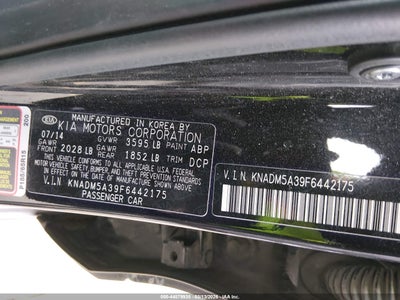 MANUFACTURED IN KOREA BY
KIA MOTORS CORPORATION
07/14 GVWR 3595 LB PAINT ABP
GAWR GAWR
FRONT 2028 LB REAR 1852 LB TRIM DCP
THIS VEHICLE CONFORMS TO ALL
APPLICABLE U.S. FEDERAL MOTOR
VEHICLE SAFETY, BUMPER, AND
THEFT PREVENTION STANDARDS
IN EFFECT ON THE DATE OF
MANUFACTURE SHOWN ABOVE.
V.I.N KNADM5A39F6442175
PASSENGER CAR
V.I.N. KNADM5A39F6442175
P185/65R15